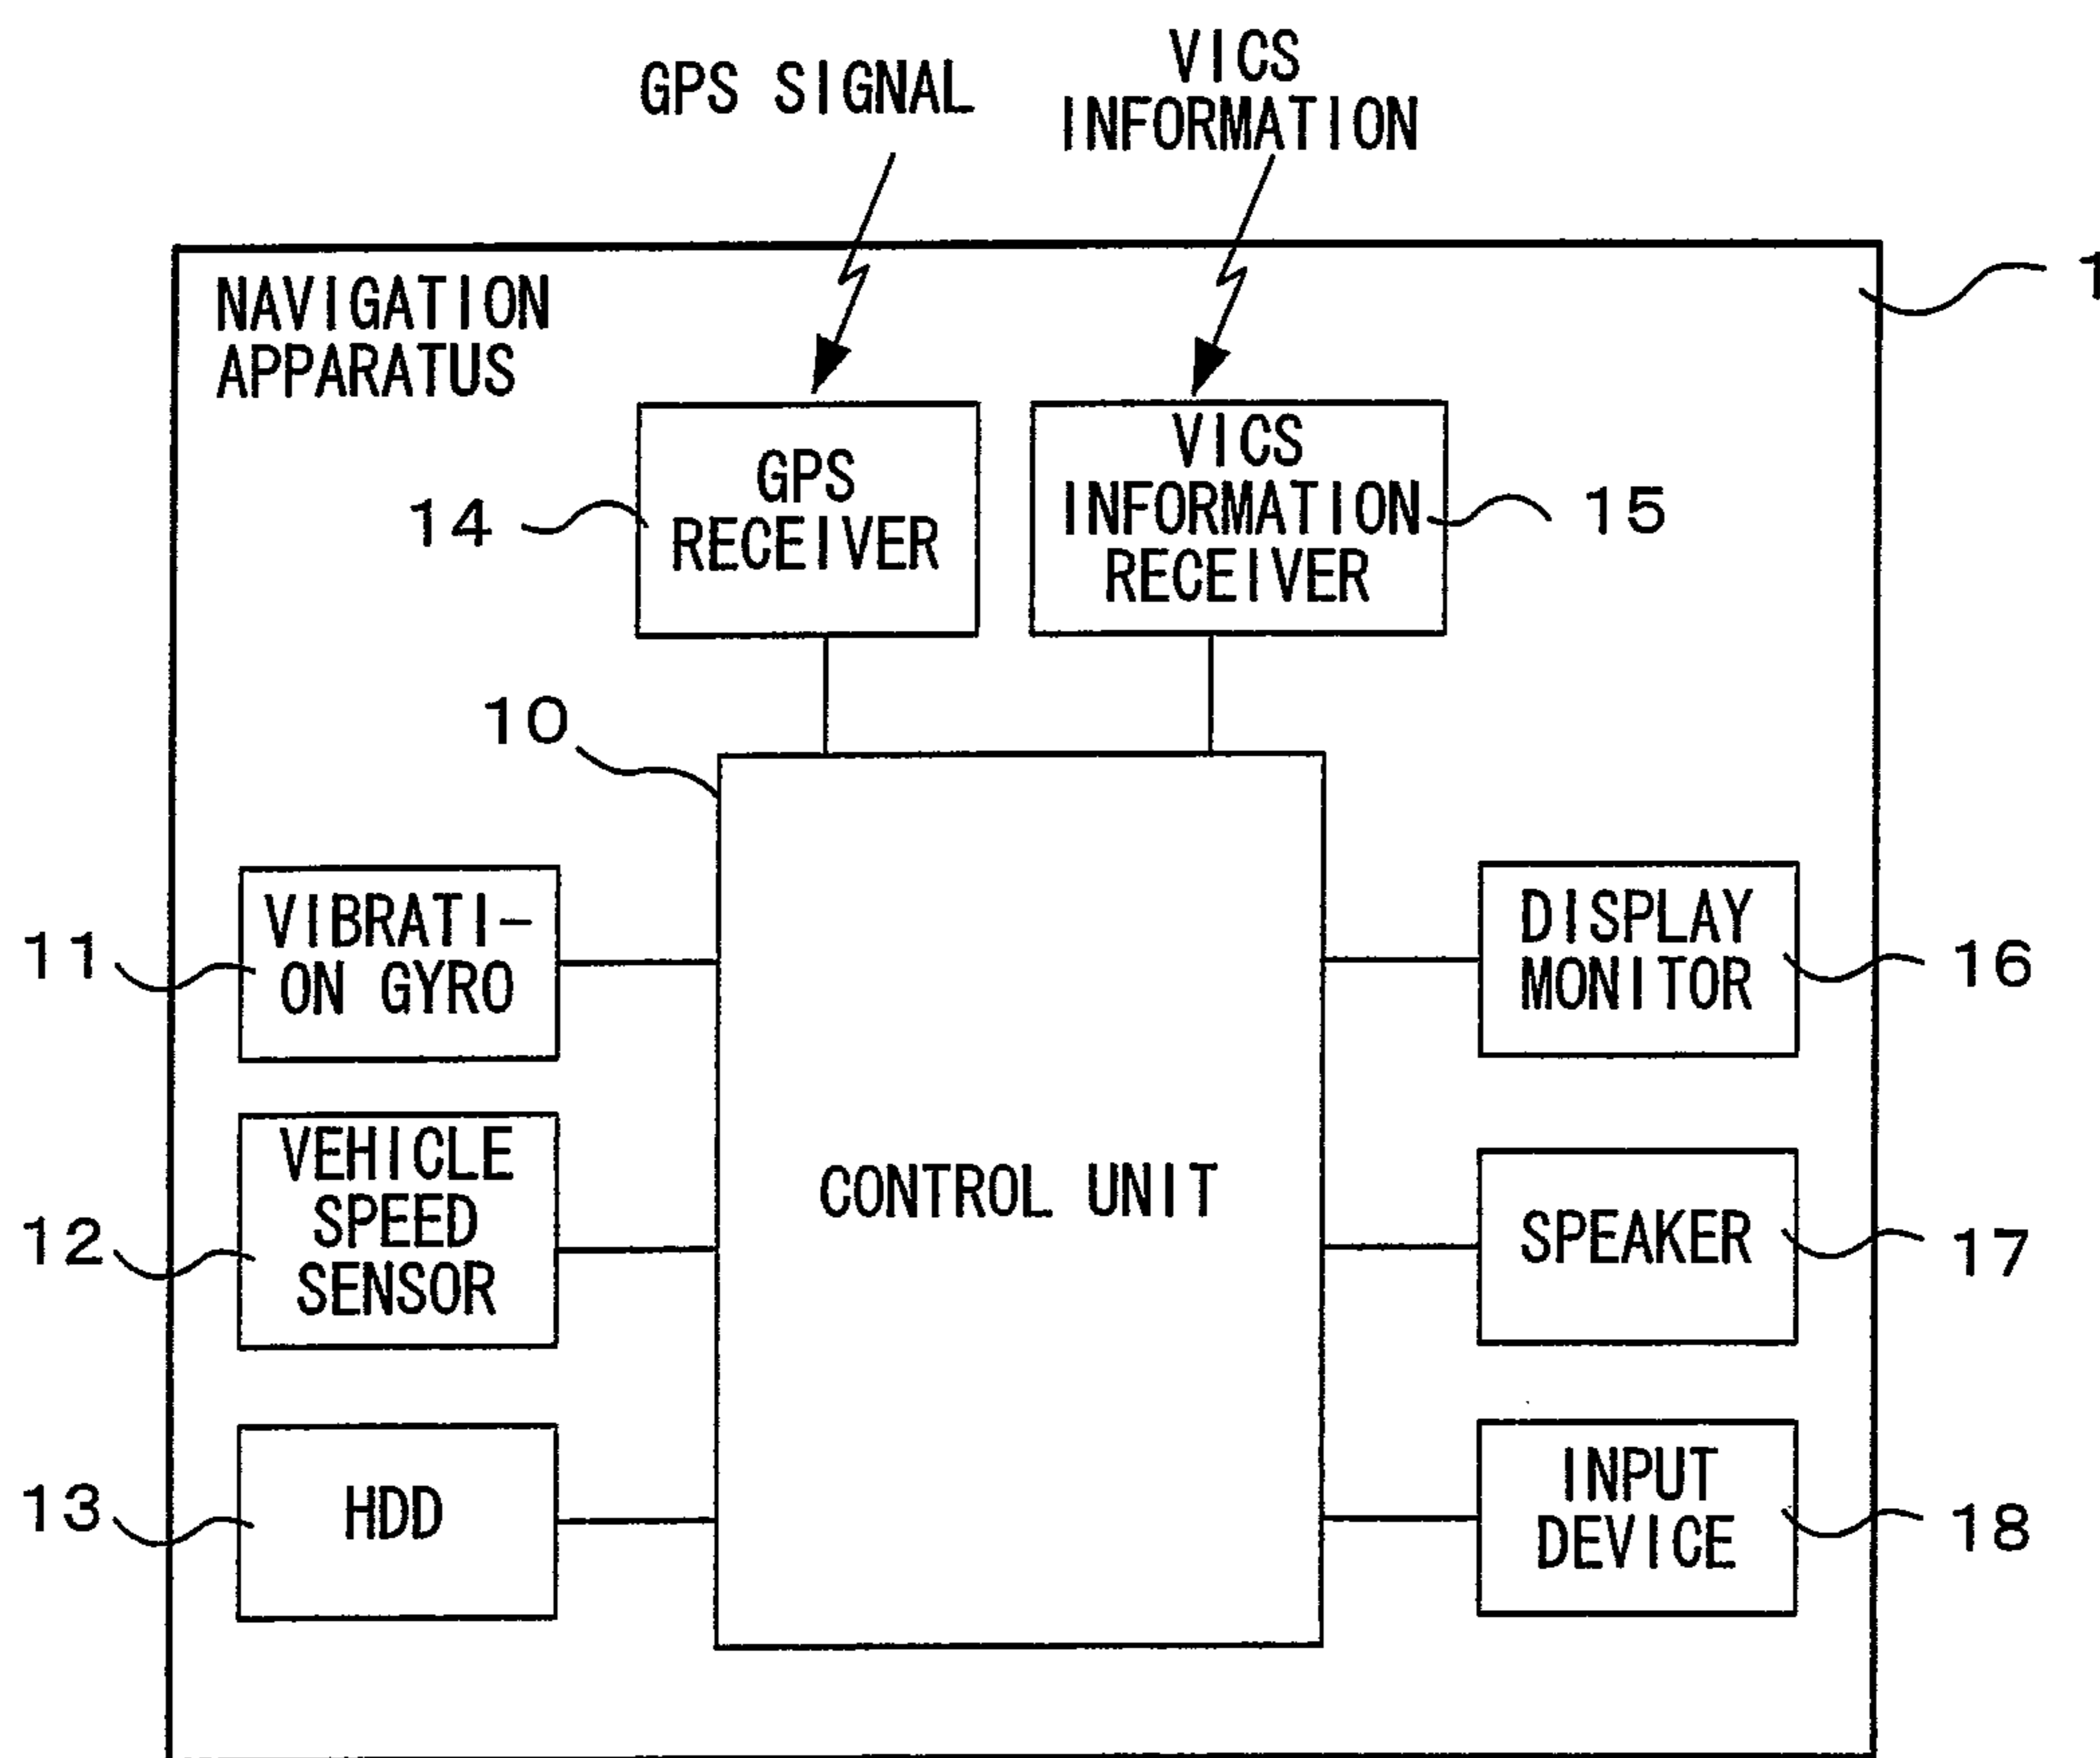 GPS SIGNAL
VICS
INFORMATION
NAVIGATION
APPARATUS
1
GPS
RECEIVER
14
VICS
INFORMATION
RECEIVER
15
10
VIBRATI-
ON GYRO
11
DISPLAY
MONITOR
16
VEHICLE
SPEED
SENSOR
12
CONTROL UNIT
SPEAKER
17
HDD
13
INPUT
DEVICE
18